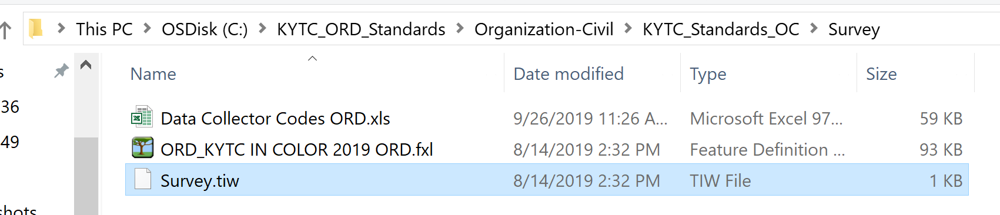 This PC > OSDisk (C:) > KYTC_ORD_Standards > Organization-Civil > KYTC_Standards_OC > Survey
Name Date modified Type Size
s
36
49
shots
Data Collector Codes ORD.xls 9/26/2019 11:26 A... Microsoft Excel 97... 59 KB
ORD_KYTC IN COLOR 2019 ORD.fxl 8/14/2019 2:32 PM Feature Definition ... 93 KB
Survey.tiw 8/14/2019 2:32 PM TIW File 1 KB